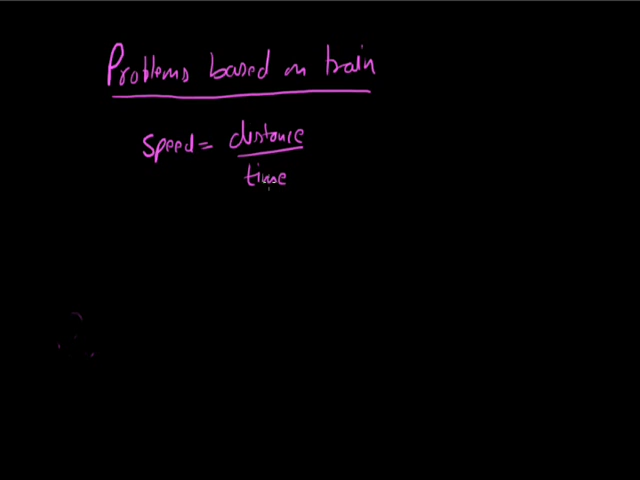 Problems based on train
speed = distance
time